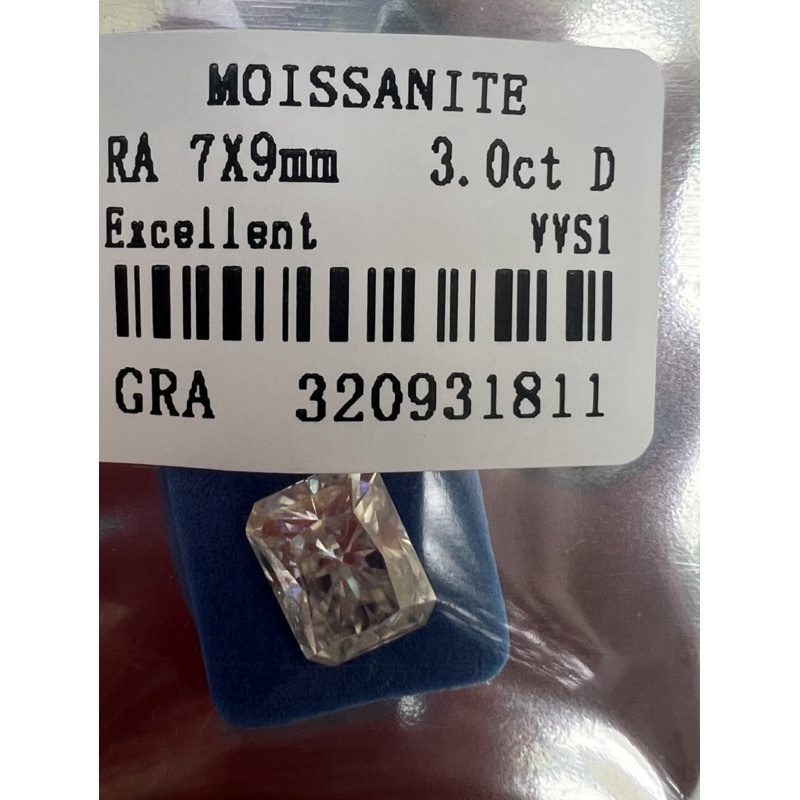 MOISSANITE
RA 7X9mm 3.0ct D
Excellent VVS1
GRA 320931811